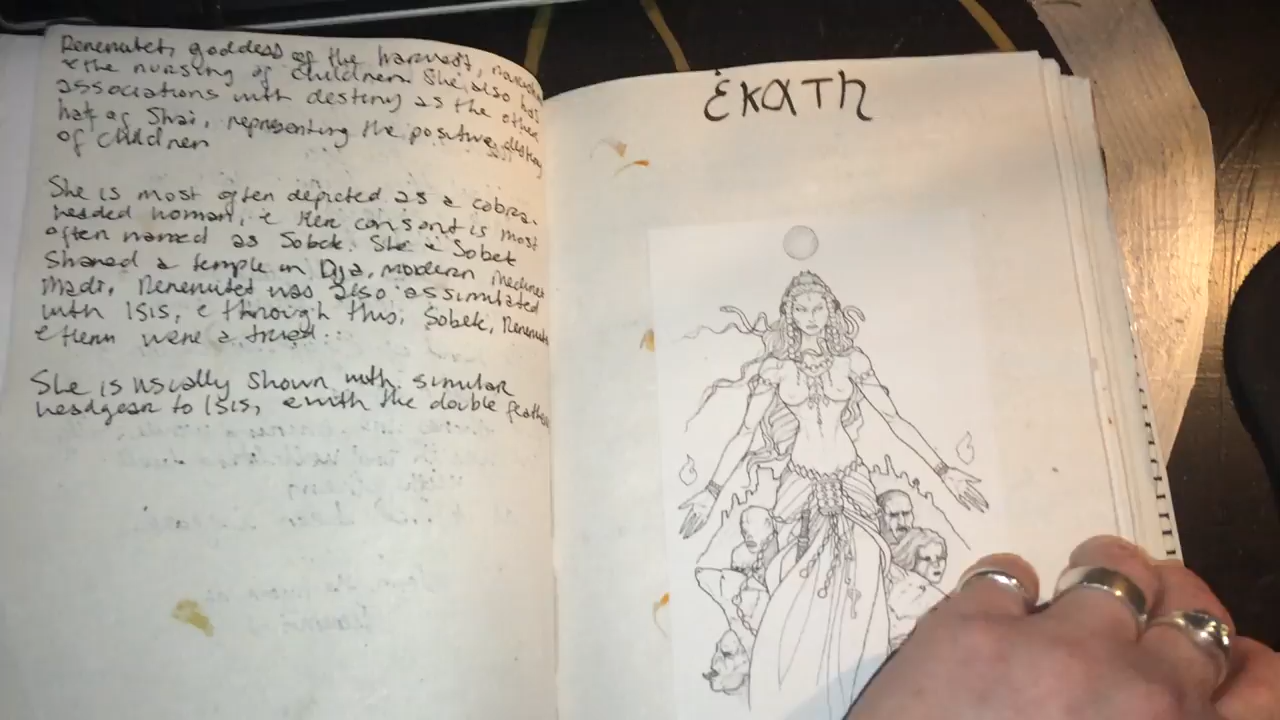 Renenutet, goddess of the harvest,
& the nursing of children. She also has
associations with destiny as the other
half of Shai, representing the positive destiny
of children
She is most often depicted as a cobra-
headed woman, & Her consort is most
often named as Sobek. She & Sobek
shared a temple in Dja, modern Medinet
Madi, Renenutet was also assimilated
with Isis, & through this, Sobek, Renenut
& were a triad.
She is usually shown with similar
headgear to Isis, & with the double feather
ἑκατη